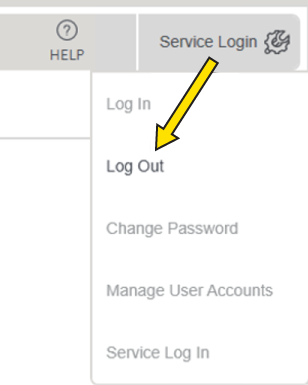 HELP
Service Login
Log In
Log Out
Change Password
Manage User Accounts
Service Log In